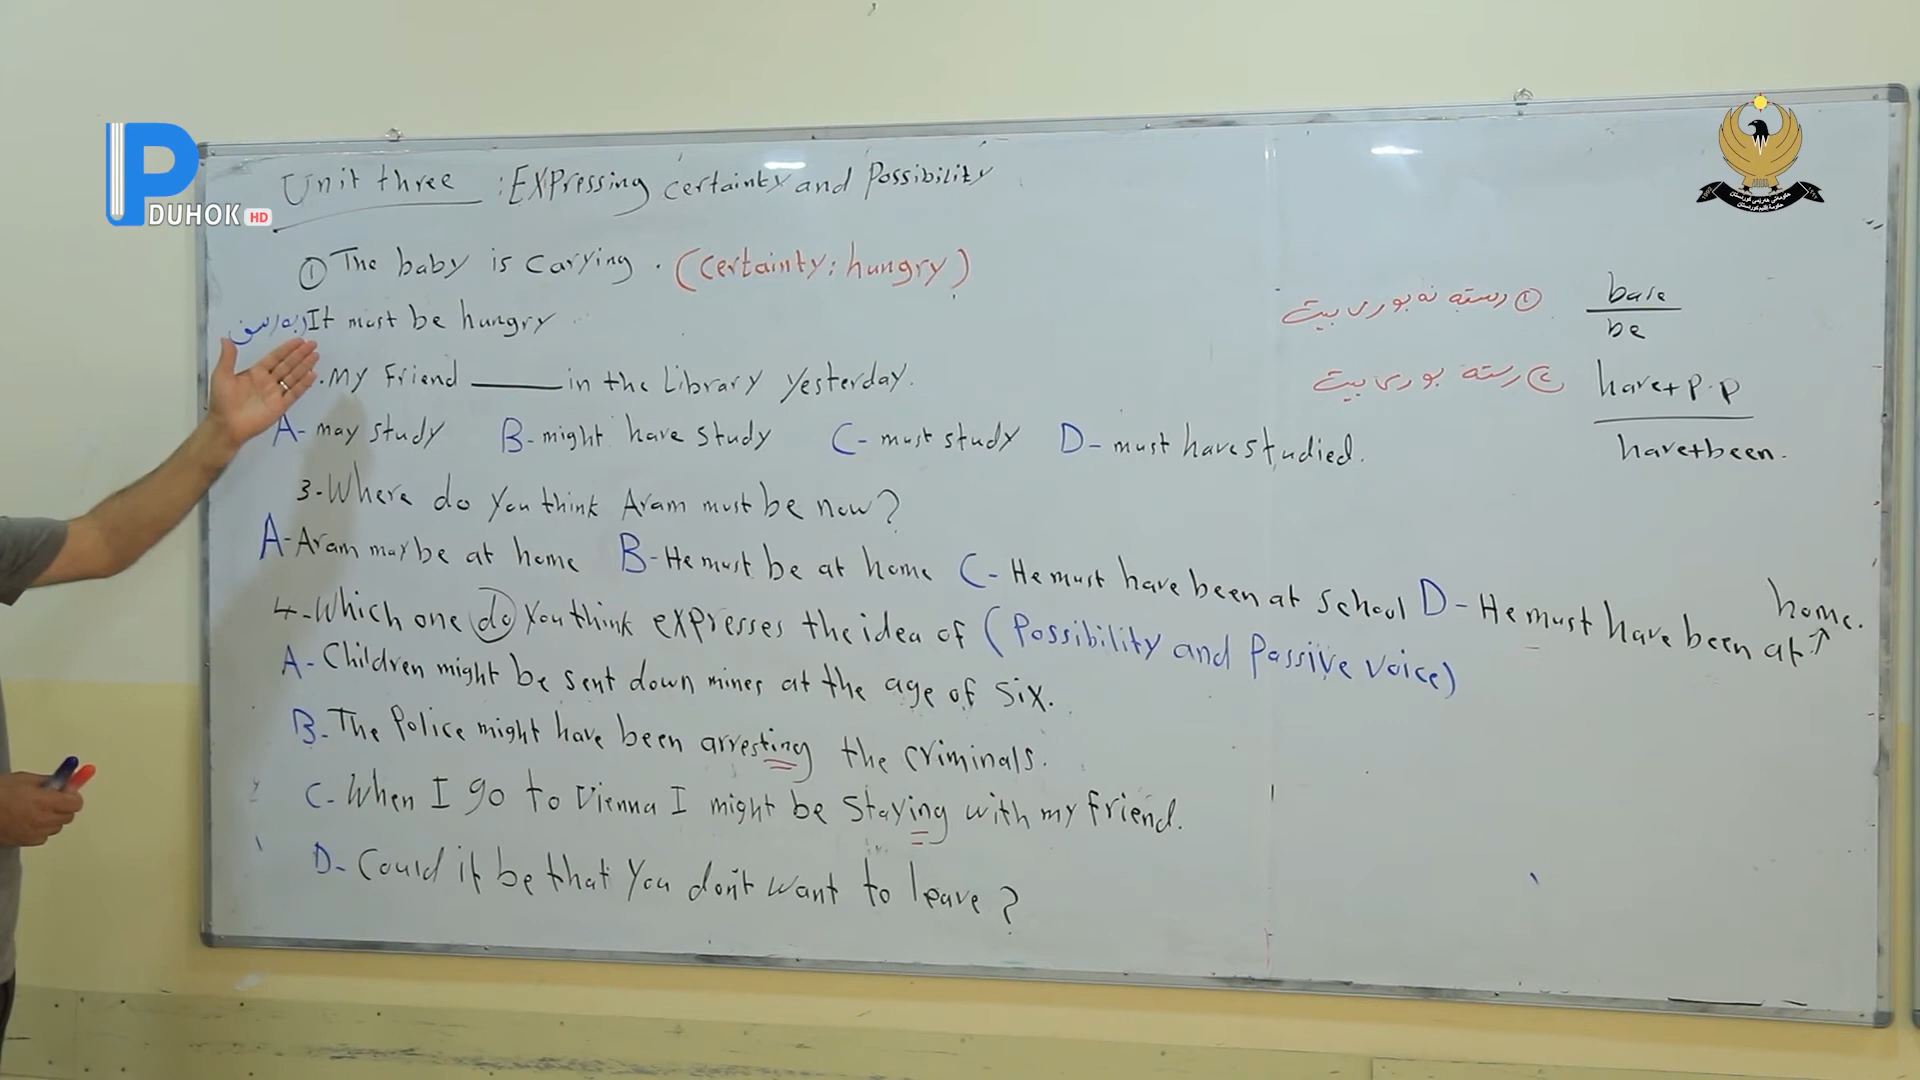 DUHOK HD
Unit three : Expressing certainty and Possibility
① The baby is carying . (certainty: hungry)
It must be hungry
.My Friend ______ in the Library yesterday.
A- may study B- might have study C- must study D- must have studied.
3- Where do you think Aram must be now?
A- Aram may be at home B- He must be at home C- He must have been at school D- He must have been at home.
4- Which one do you think expresses the idea of (Possibility and Passive voice)
A- Children might be sent down mines at the age of six.
B- The Police might have been arresting the criminals.
C- When I go to Vienna I might be staying with my friend.
D- Could it be that you don't want to leave?
base
be
have+p.p
have+been.